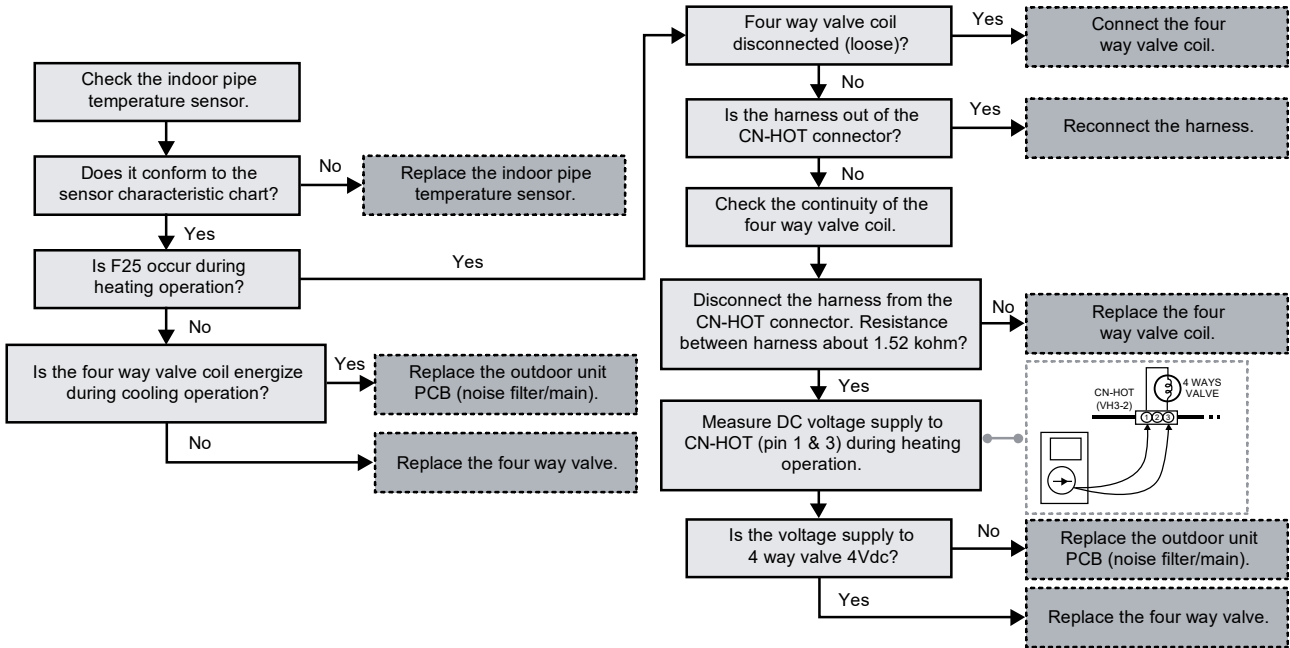 Check the indoor pipe
temperature sensor.
Does it conform to the
sensor characteristic chart?
No
Replace the indoor pipe
temperature sensor.
Yes
Is F25 occur during
heating operation?
Yes
No
Is the four way valve coil energize
during cooling operation?
Yes
Replace the outdoor unit
PCB (noise filter/main).
No
Replace the four way valve.
Four way valve coil
disconnected (loose)?
Yes
Connect the four
way valve coil.
No
Is the harness out of the
CN-HOT connector?
Yes
Reconnect the harness.
No
Check the continuity of the
four way valve coil.
Disconnect the harness from the
CN-HOT connector. Resistance
between harness about 1.52 kohm?
No
Replace the four
way valve coil.
Yes
Measure DC voltage supply to
CN-HOT (pin 1 & 3) during heating
operation.
CN-HOT
(VH3-2)
4 WAYS
VALVE
1 2 3
Is the voltage supply to
4 way valve 4Vdc?
No
Replace the outdoor unit
PCB (noise filter/main).
Yes
Replace the four way valve.